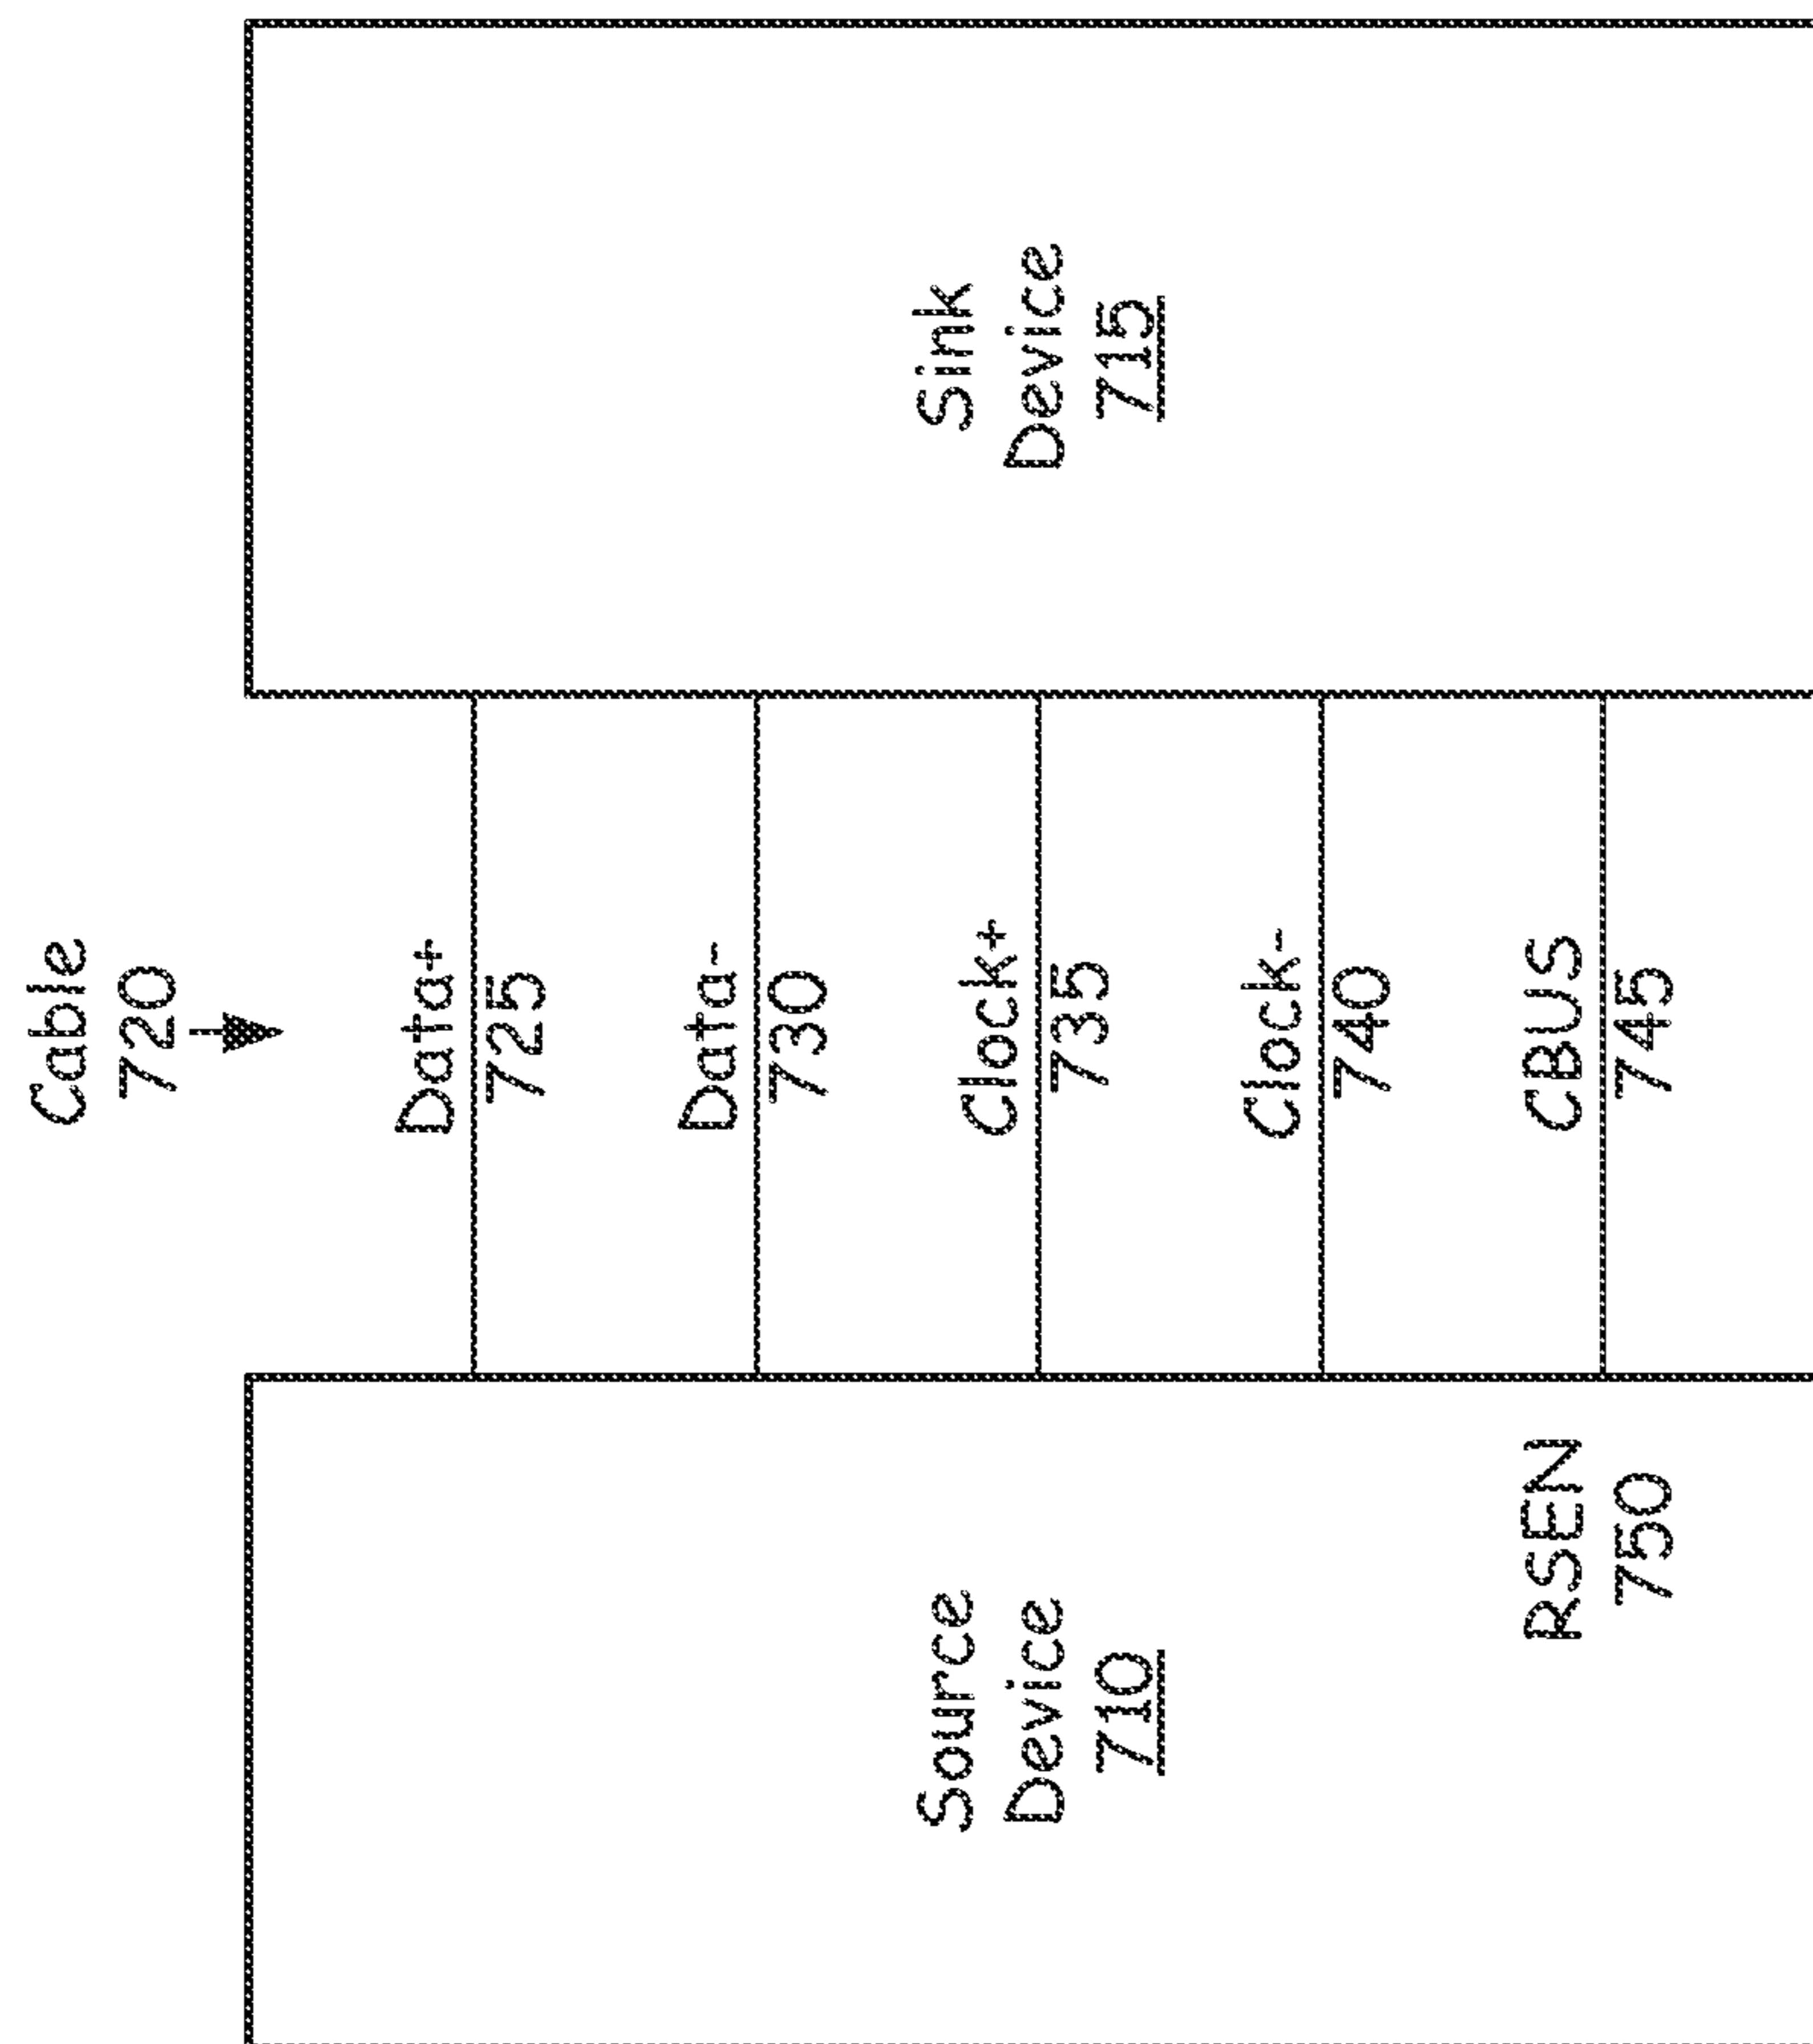 Cable
720
Source
Device
710
RSEN
750
Data+
725
Data-
730
Clock+
735
Clock-
740
CBUS
745
Sink
Device
715